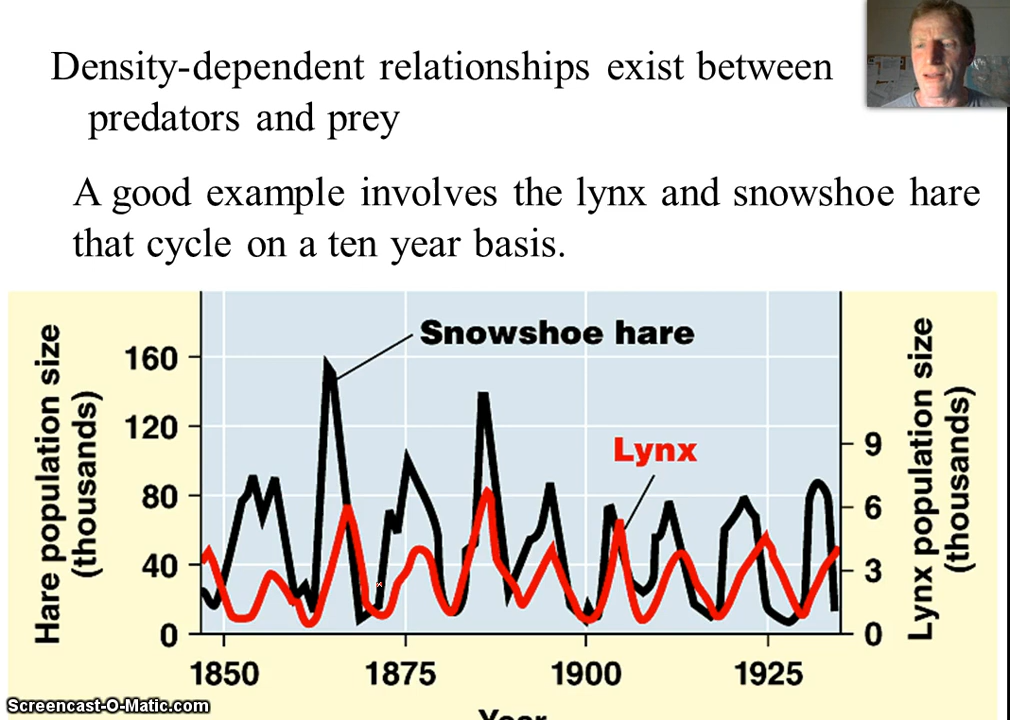 Density-dependent relationships exist between
predators and prey
A good example involves the lynx and snowshoe hare
that cycle on a ten year basis.
Hare population size
(thousands)
160
120
80
40
0
Snowshoe hare
Lynx
9
6
3
0
Lynx population size
(thousands)
1850
1875
1900
1925
Year
Screencast-O-Matic.com